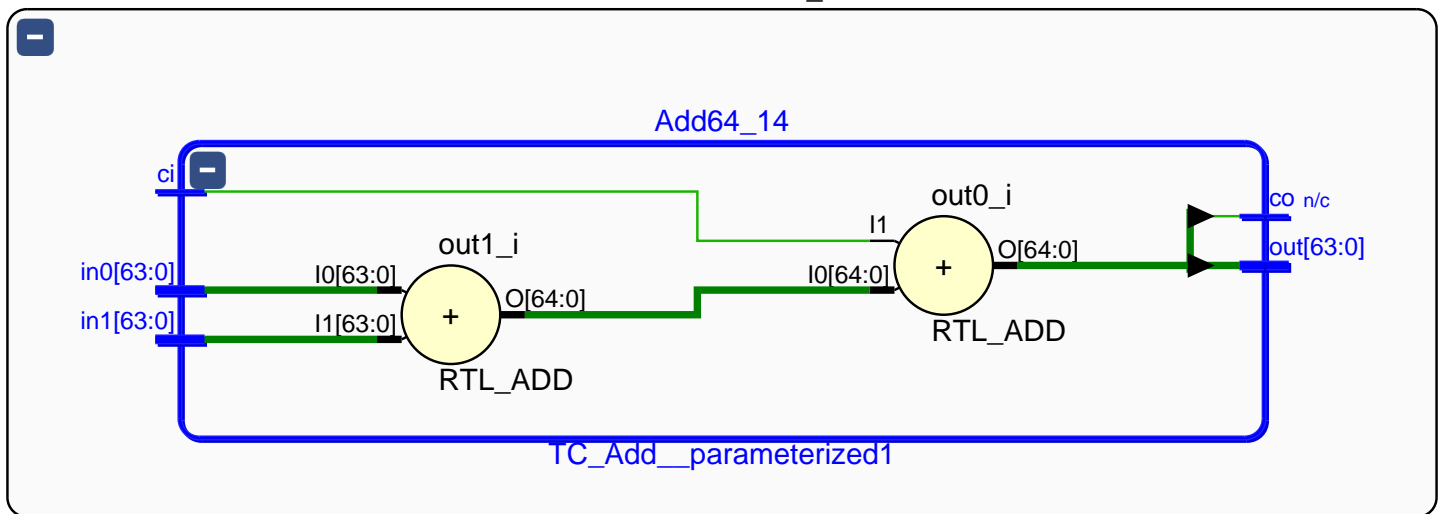 Add64_14
ci
out0_i
co n/c
I1
out1_i
O[64:0]
out[63:0]
in0[63:0]
I0[63:0]
+
I0[64:0]
O[64:0]
in1[63:0]
I1[63:0]
+
RTL_ADD
RTL_ADD
TC_Add__parameterized1